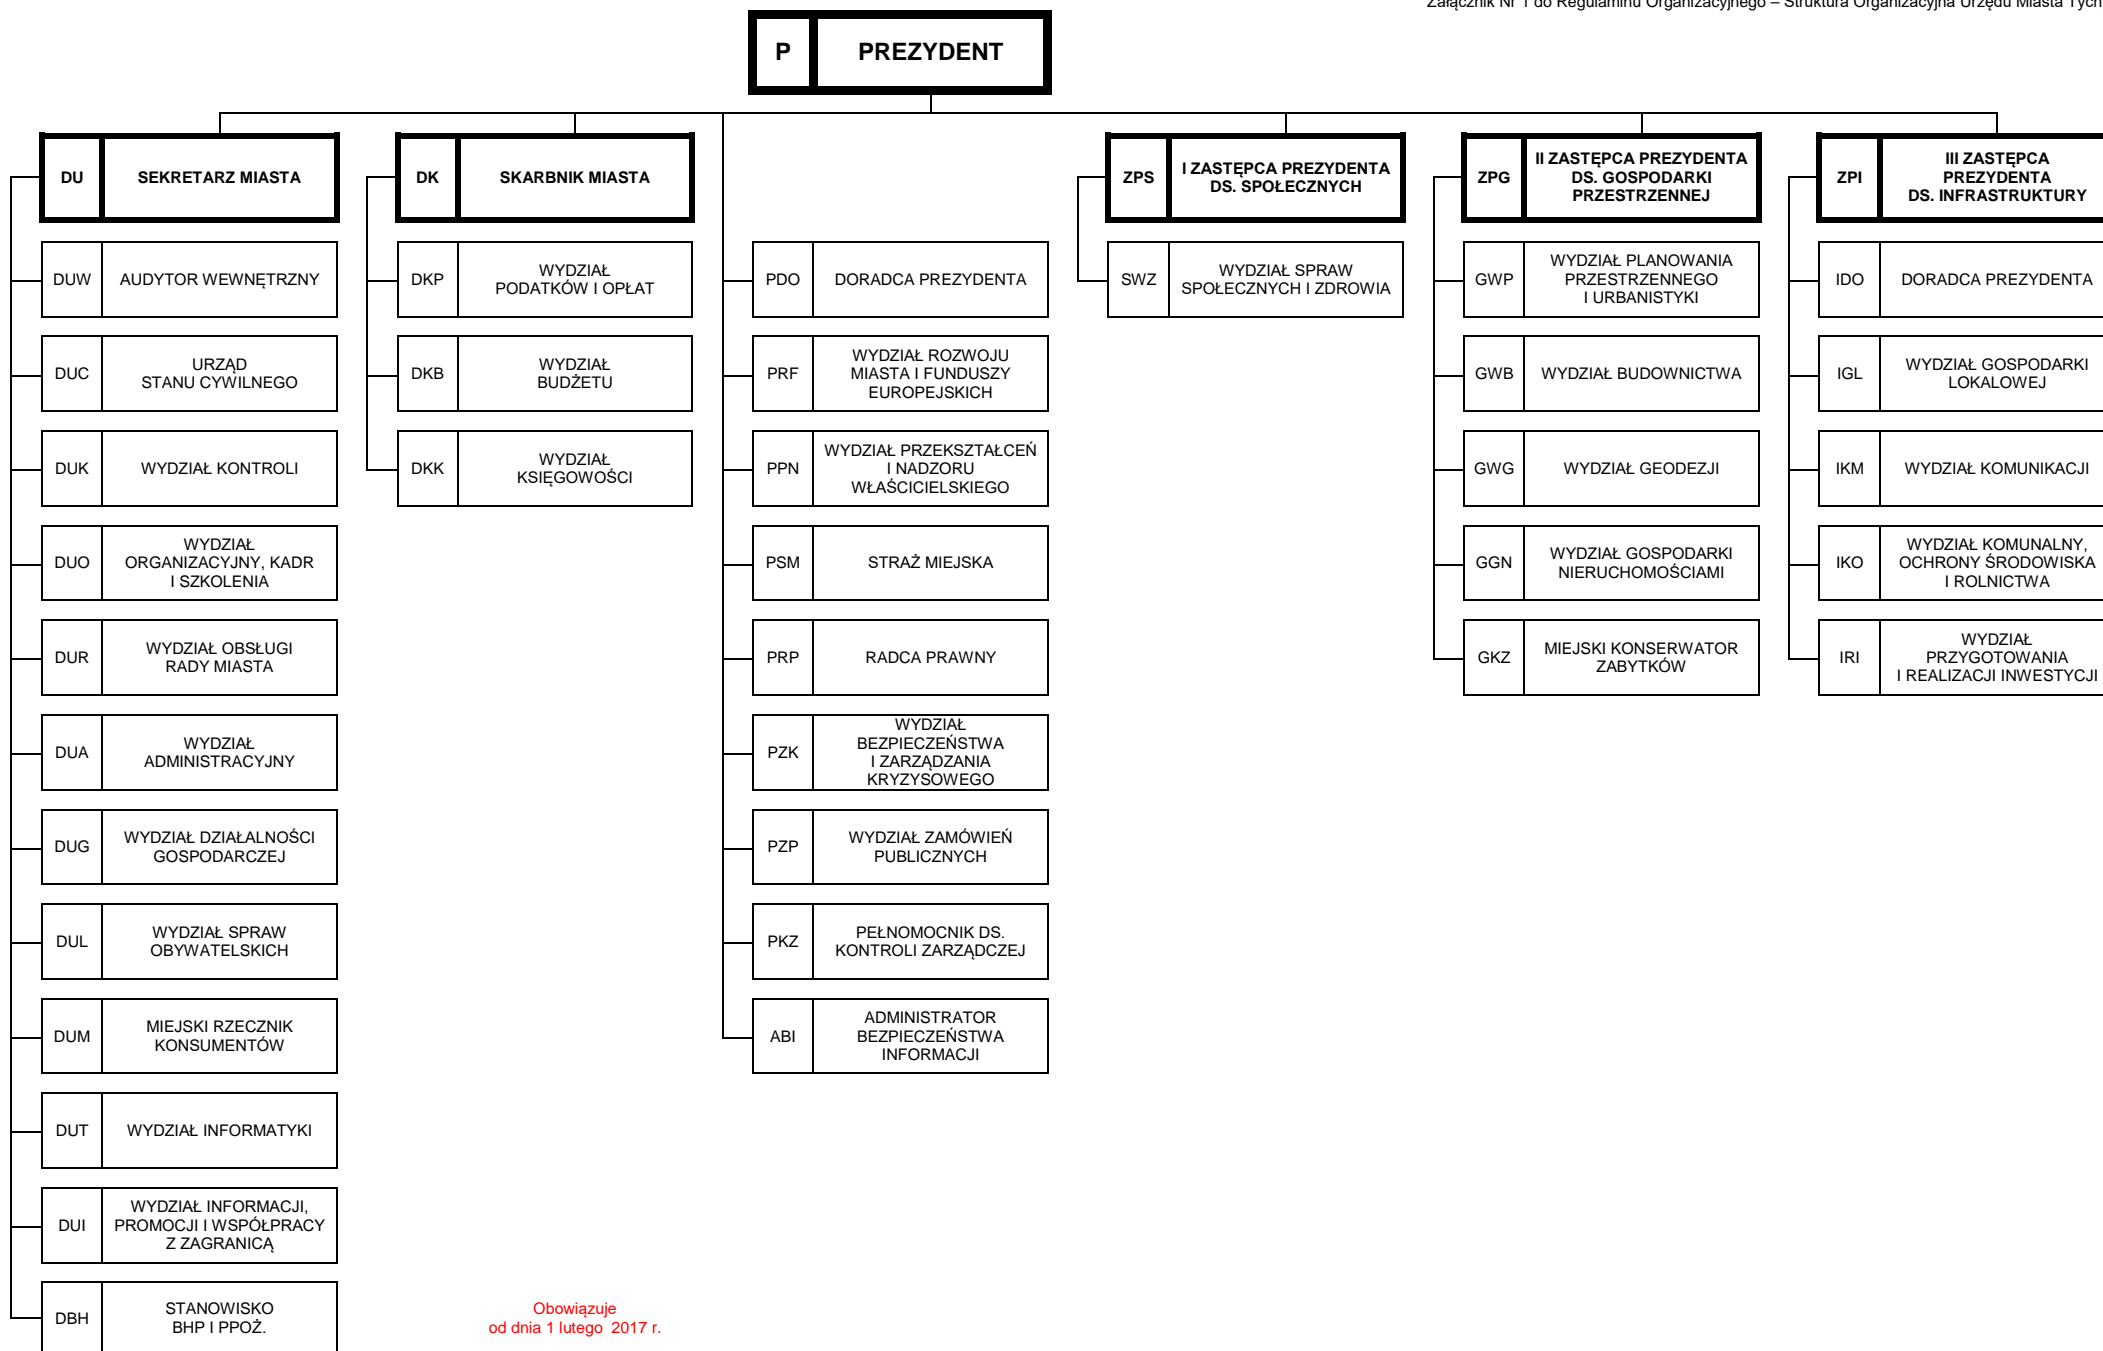 Załącznik Nr 1 do Regulaminu Organizacyjnego – Struktura Organizacyjna Urzędu Miasta Tych
P
PREZYDENT
DU
SEKRETARZ MIASTA
DUW
AUDYTOR WEWNĘTRZNY
DUC
URZĄD
STANU CYWILNEGO
DUK
WYDZIAŁ KONTROLI
DUO
WYDZIAŁ
ORGANIZACYJNY, KADR
I SZKOLENIA
DUR
WYDZIAŁ OBSŁUGI
RADY MIASTA
DUA
WYDZIAŁ
ADMINISTRACYJNY
DUG
WYDZIAŁ DZIAŁALNOŚCI
GOSPODARCZEJ
DUL
WYDZIAŁ SPRAW
OBYWATELSKICH
DUM
MIEJSKI RZECZNIK
KONSUMENTÓW
DUT
WYDZIAŁ INFORMATYKI
DUI
WYDZIAŁ INFORMACJI,
PROMOCJI I WSPÓŁPRACY
Z ZAGRANICĄ
DBH
STANOWISKO
BHP I PPOŻ.
DK
SKARBNIK MIASTA
DKP
WYDZIAŁ
PODATKÓW I OPŁAT
DKB
WYDZIAŁ
BUDŻETU
DKK
WYDZIAŁ
KSIĘGOWOŚCI
PDO
DORADCA PREZYDENTA
PRF
WYDZIAŁ ROZWOJU
MIASTA I FUNDUSZY
EUROPEJSKICH
PPN
WYDZIAŁ PRZEKSZTAŁCEŃ
I NADZORU
WŁAŚCICIELSKIEGO
PSM
STRAŻ MIEJSKA
PRP
RADCA PRAWNY
PZK
WYDZIAŁ
BEZPIECZEŃSTWA
I ZARZĄDZANIA
KRYZYSOWEGO
PZP
WYDZIAŁ ZAMÓWIEŃ
PUBLICZNYCH
PKZ
PEŁNOMOCNIK DS.
KONTROLI ZARZĄDCZEJ
ABI
ADMINISTRATOR
BEZPIECZEŃSTWA
INFORMACJI
ZPS
I ZASTĘPCA PREZYDENTA
DS. SPOŁECZNYCH
SWZ
WYDZIAŁ SPRAW
SPOŁECZNYCH I ZDROWIA
ZPG
II ZASTĘPCA PREZYDENTA
DS. GOSPODARKI
PRZESTRZENNEJ
GWP
WYDZIAŁ PLANOWANIA
PRZESTRZENNEGO
I URBANISTYKI
GWB
WYDZIAŁ BUDOWNICTWA
GWG
WYDZIAŁ GEODEZJI
GGN
WYDZIAŁ GOSPODARKI
NIERUCHOMOŚCIAMI
GKZ
MIEJSKI KONSERWATOR
ZABYTKÓW
ZPI
III ZASTĘPCA
PREZYDENTA
DS. INFRASTRUKTURY
IDO
DORADCA PREZYDENTA
IGL
WYDZIAŁ GOSPODARKI
LOKALOWEJ
IKM
WYDZIAŁ KOMUNIKACJI
IKO
WYDZIAŁ KOMUNALNY,
OCHRONY ŚRODOWISKA
I ROLNICTWA
IRI
WYDZIAŁ
PRZYGOTOWANIA
I REALIZACJI INWESTYCJI
Obowiązuje
od dnia 1 lutego 2017 r.